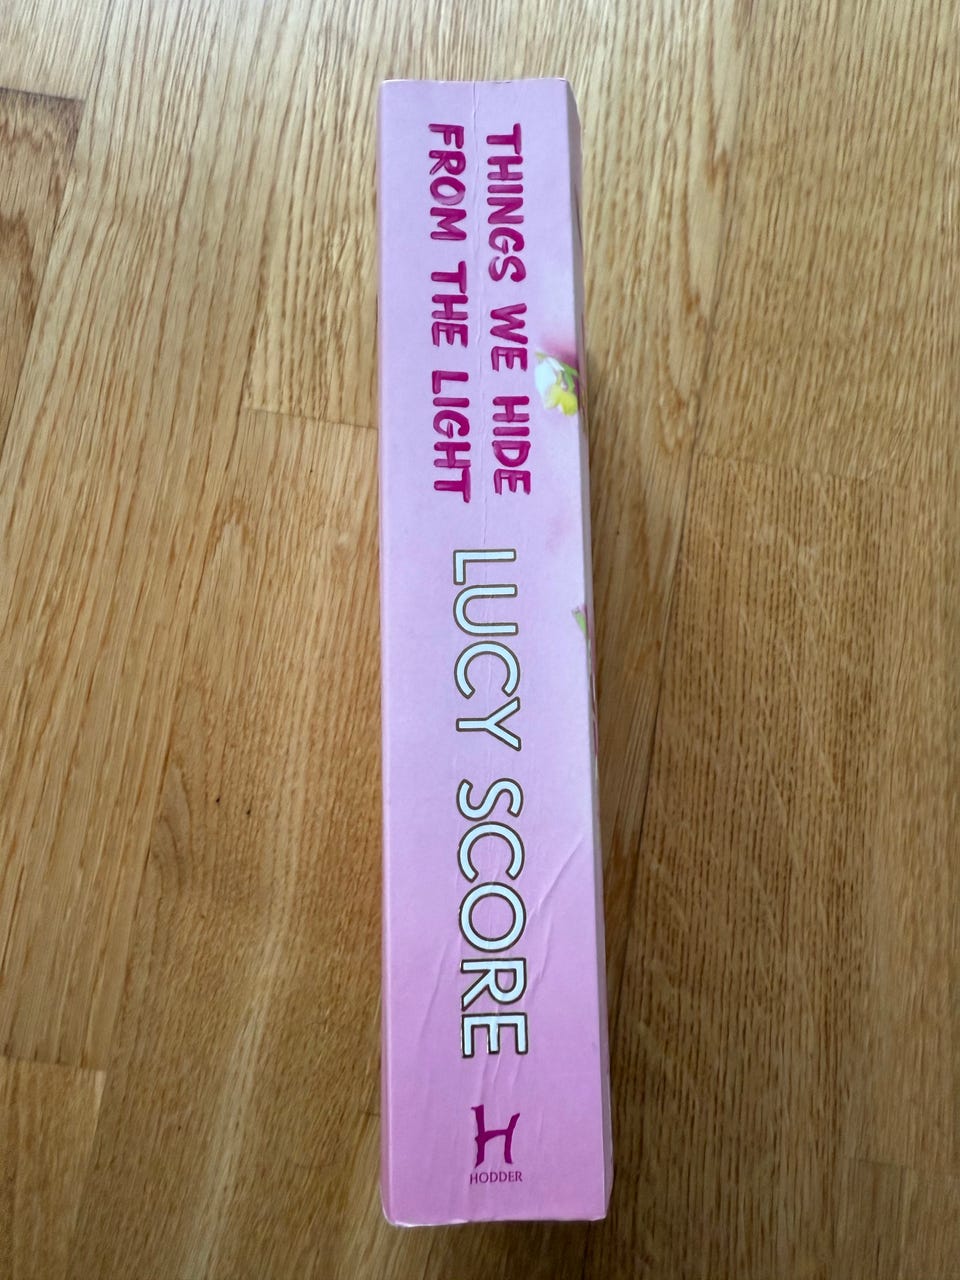 THINGS WE HIDE
FROM THE LIGHT
LUCY SCORE
H
HODDER